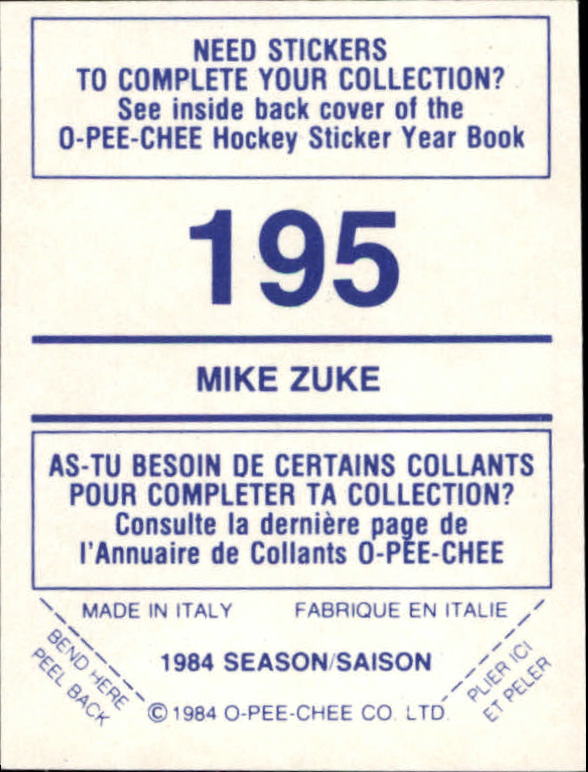 NEED STICKERS
TO COMPLETE YOUR COLLECTION?
See inside back cover of the
O-PEE-CHEE Hockey Sticker Year Book
195
MIKE ZUKE
AS-TU BESOIN DE CERTAINS COLLANTS
POUR COMPLETER TA COLLECTION?
Consulte la dernière page de
l'Annuaire de Collants O-PEE-CHEE
MADE IN ITALY FABRIQUE EN ITALIE
BEND HERE
PEEL BACK
1984 SEASON/SAISON
PLIER ICI
ET PELER
© 1984 O-PEE-CHEE CO. LTD.